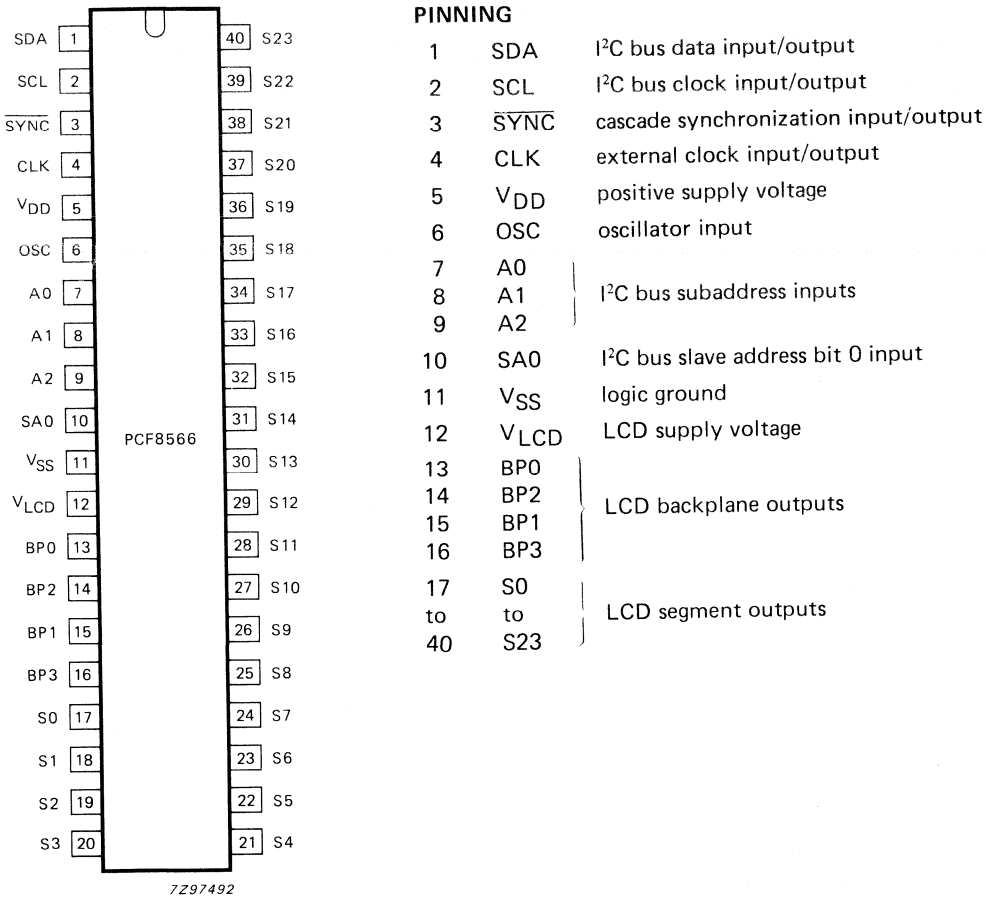 SDA 1 40 S23
SCL 2 39 S22
SYNC 3 38 S21
CLK 4 37 S20
VDD 5 36 S19
OSC 6 35 S18
A0 7 34 S17
A1 8 33 S16
A2 9 32 S15
SA0 10 31 S14
VSS 11 30 S13
VLCD 12 29 S12
BP0 13 28 S11
BP2 14 27 S10
BP1 15 26 S9
BP3 16 25 S8
S0 17 24 S7
S1 18 23 S6
S2 19 22 S5
S3 20 21 S4
PCF8566
7Z97492
PINNING
1 SDA I²C bus data input/output
2 SCL I²C bus clock input/output
3 SYNC cascade synchronization input/output
4 CLK external clock input/output
5 VDD positive supply voltage
6 OSC oscillator input
7 A0
8 A1 I²C bus subaddress inputs
9 A2
10 SA0 I²C bus slave address bit 0 input
11 VSS logic ground
12 VLCD LCD supply voltage
13 BP0
14 BP2 LCD backplane outputs
15 BP1
16 BP3
17 S0
to to LCD segment outputs
40 S23